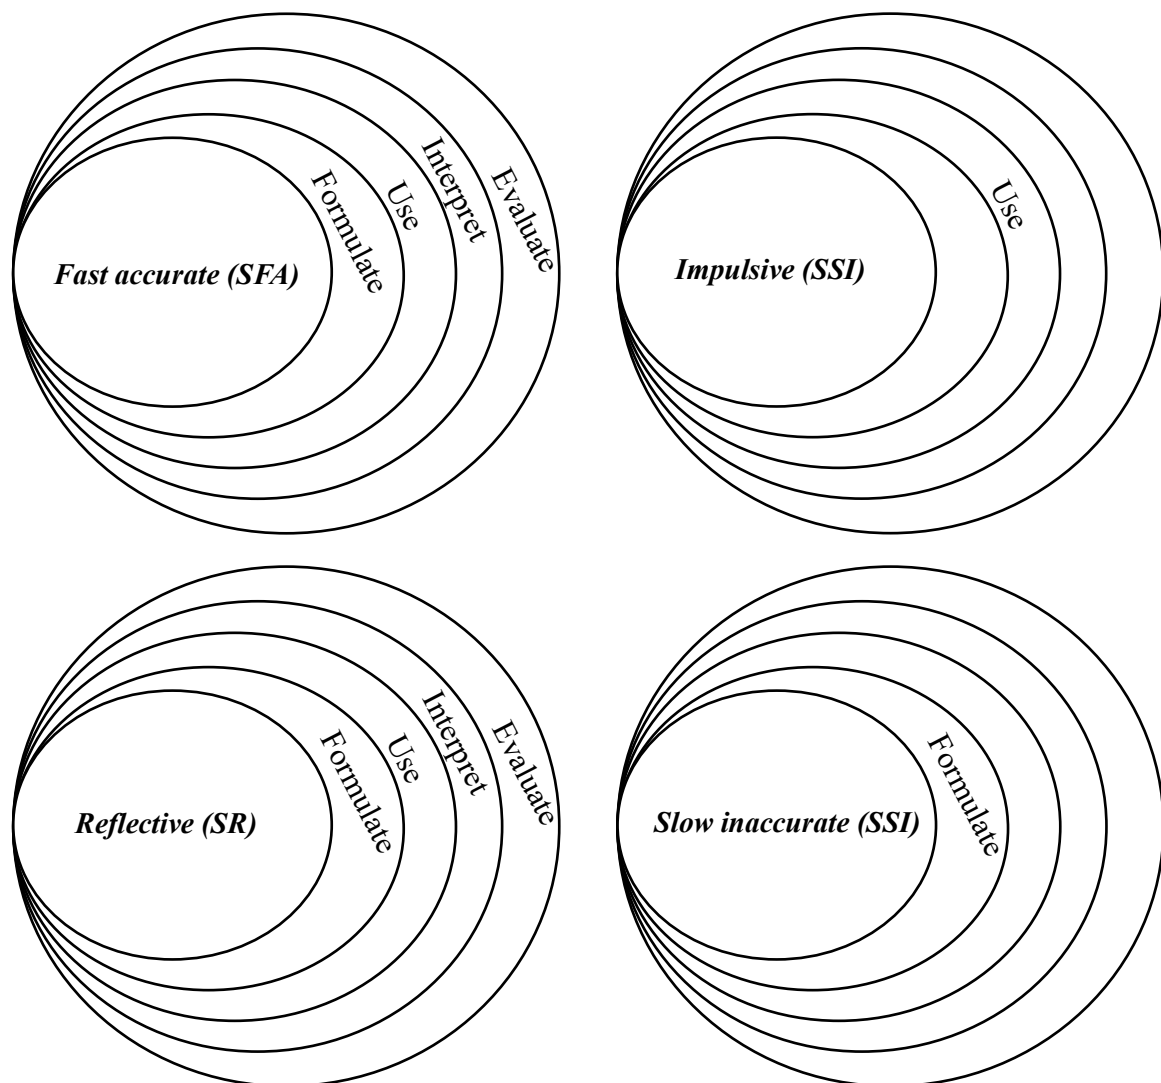 Fast accurate (SFA)
Formulate
Use
Interpret
Evaluate
Impulsive (SSI)
Use
Reflective (SR)
Formulate
Use
Interpret
Evaluate
Slow inaccurate (SSI)
Formulate